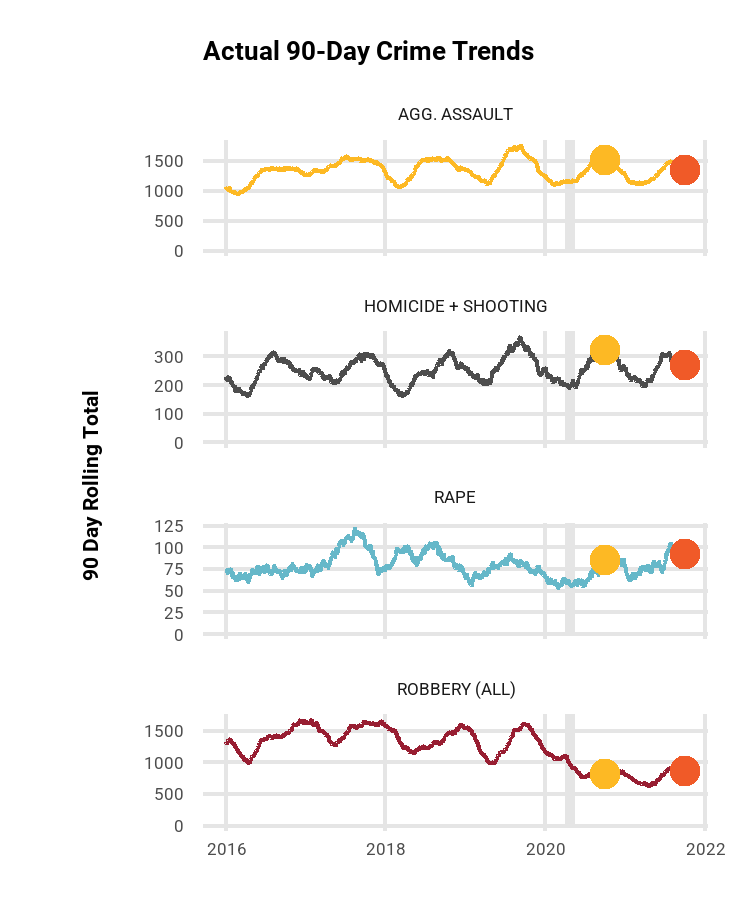 Actual 90-Day Crime Trends
AGG. ASSAULT
1500
1000
500
0
HOMICIDE + SHOOTING
300
200
100
0
90 Day Rolling Total
RAPE
125
100
75
50
25
0
ROBBERY (ALL)
1500
1000
500
0
2016 2018 2020 2022